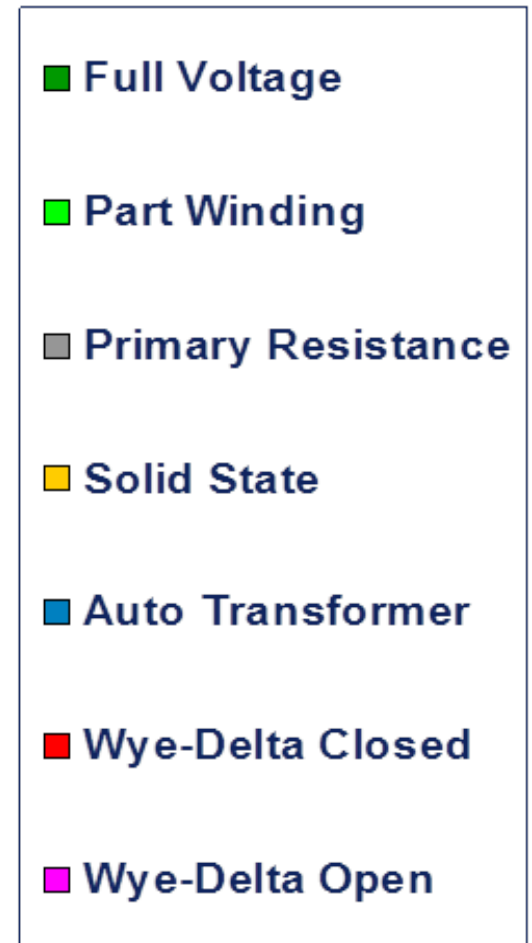 Full Voltage
Part Winding
Primary Resistance
Solid State
Auto Transformer
Wye-Delta Closed
Wye-Delta Open